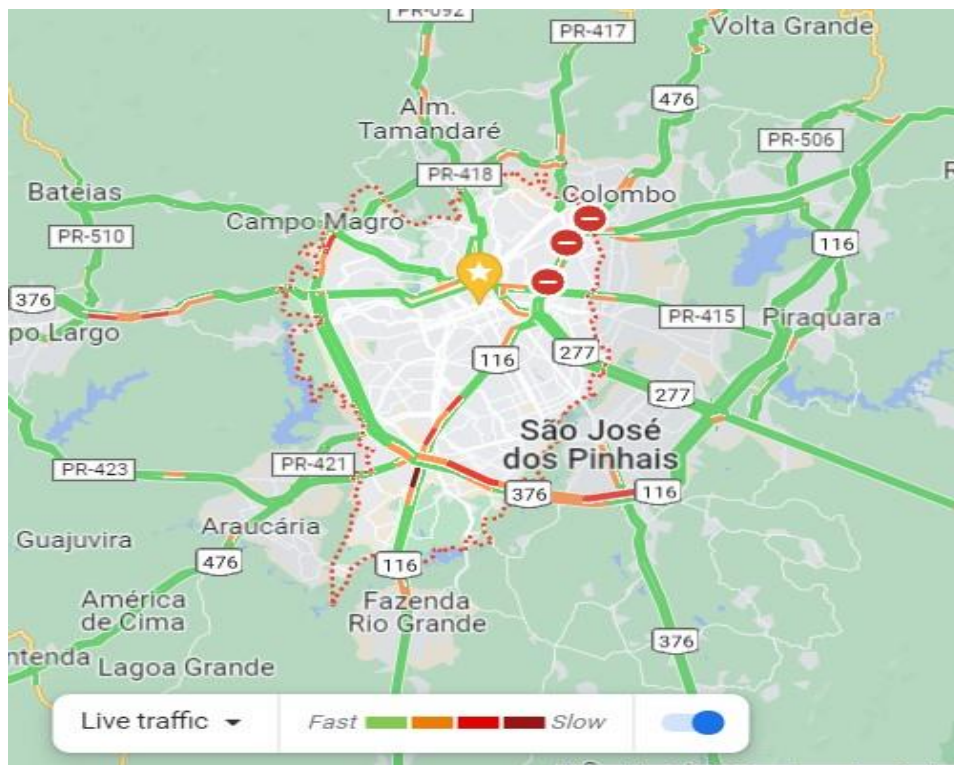 PR-092
PR-417
Volta Grande
476
Alm.
Tamandaré
PR-506
PR-418
Bateias
Colombo
Campo Magro
PR-510
116
376
po Largo
PR-415
Piraquara
116
277
277
São José
dos Pinhais
PR-423
PR-421
376
116
Araucária
Guajuvira
476
116
América
de Cima
Fazenda
Rio Grande
376
ntenda
Lagoa Grande
Live traffic
Fast
Slow